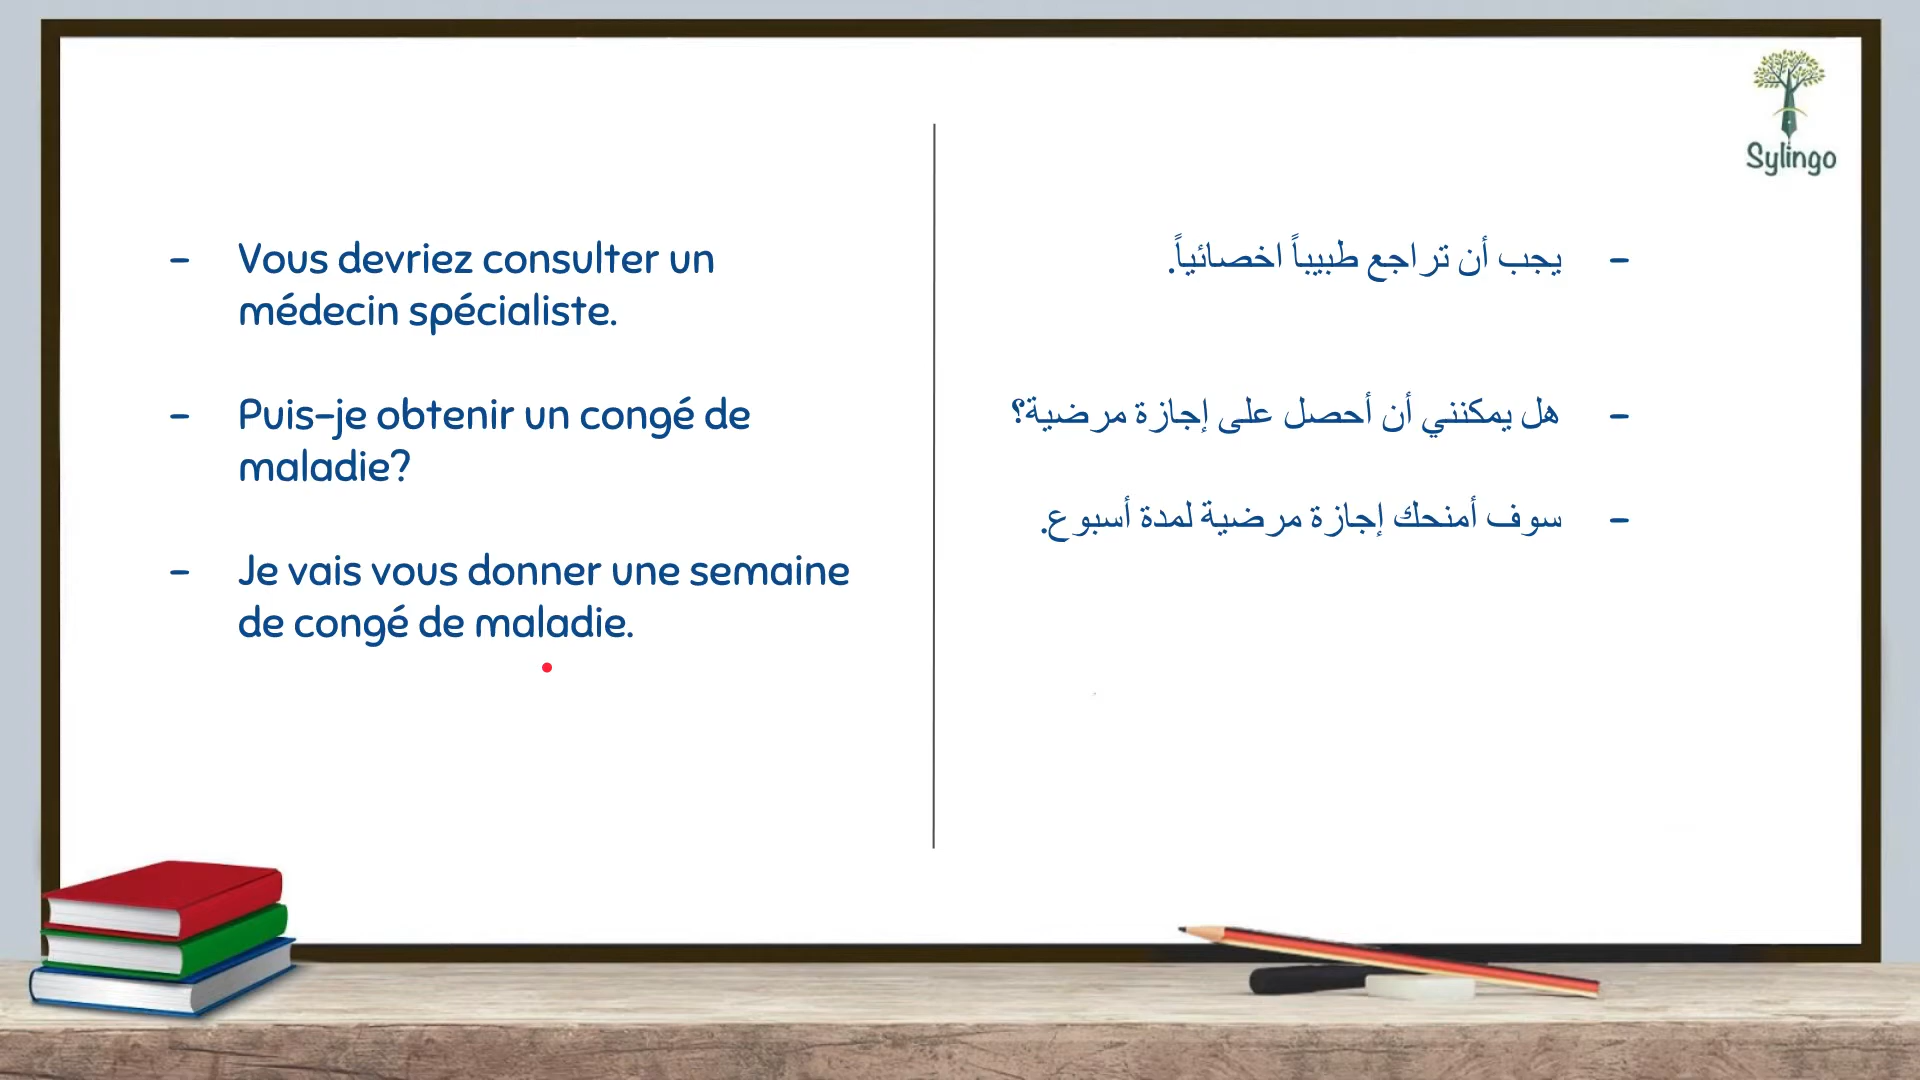 Sylingo
- Vous devriez consulter un
médecin spécialiste.
- Puis-je obtenir un congé de
maladie?
- Je vais vous donner une semaine
de congé de maladie.
- يجب أن تراجع طبيباً اخصائياً.
- هل يمكنني أن أحصل على إجازة مرضية؟
- سوف أمنحك إجازة مرضية لمدة أسبوع.